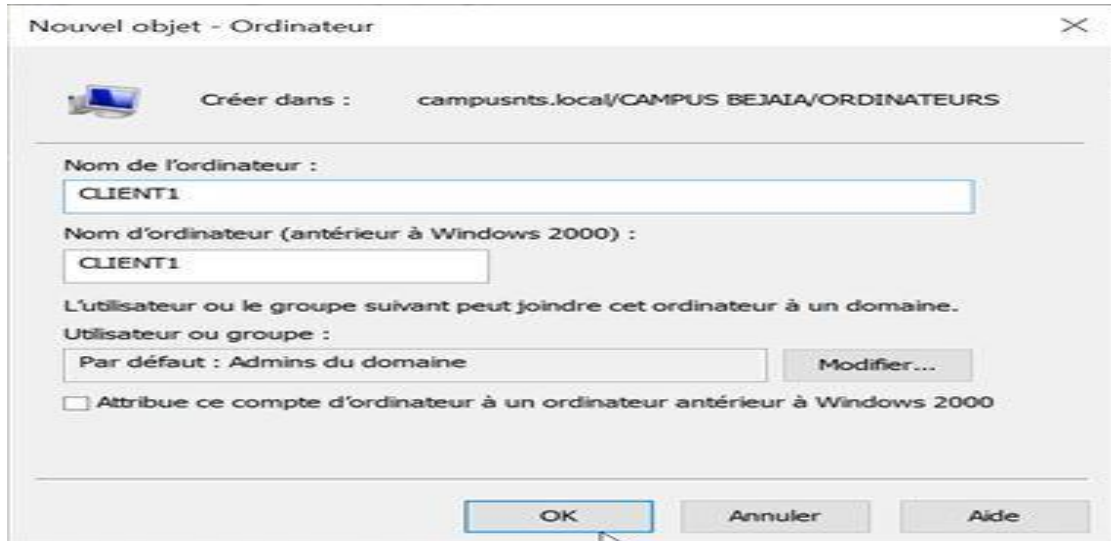 Nouvel objet - Ordinateur
Créer dans : campusnts.local/CAMPUS BEJAIA/ORDINATEURS
Nom de l'ordinateur :
CLIENT1
Nom d'ordinateur (antérieur à Windows 2000) :
CLIENT1
L'utilisateur ou le groupe suivant peut joindre cet ordinateur à un domaine.
Utilisateur ou groupe :
Par défaut : Admins du domaine Modifier...
Attribue ce compte d'ordinateur à un ordinateur antérieur à Windows 2000
OK Annuler Aide